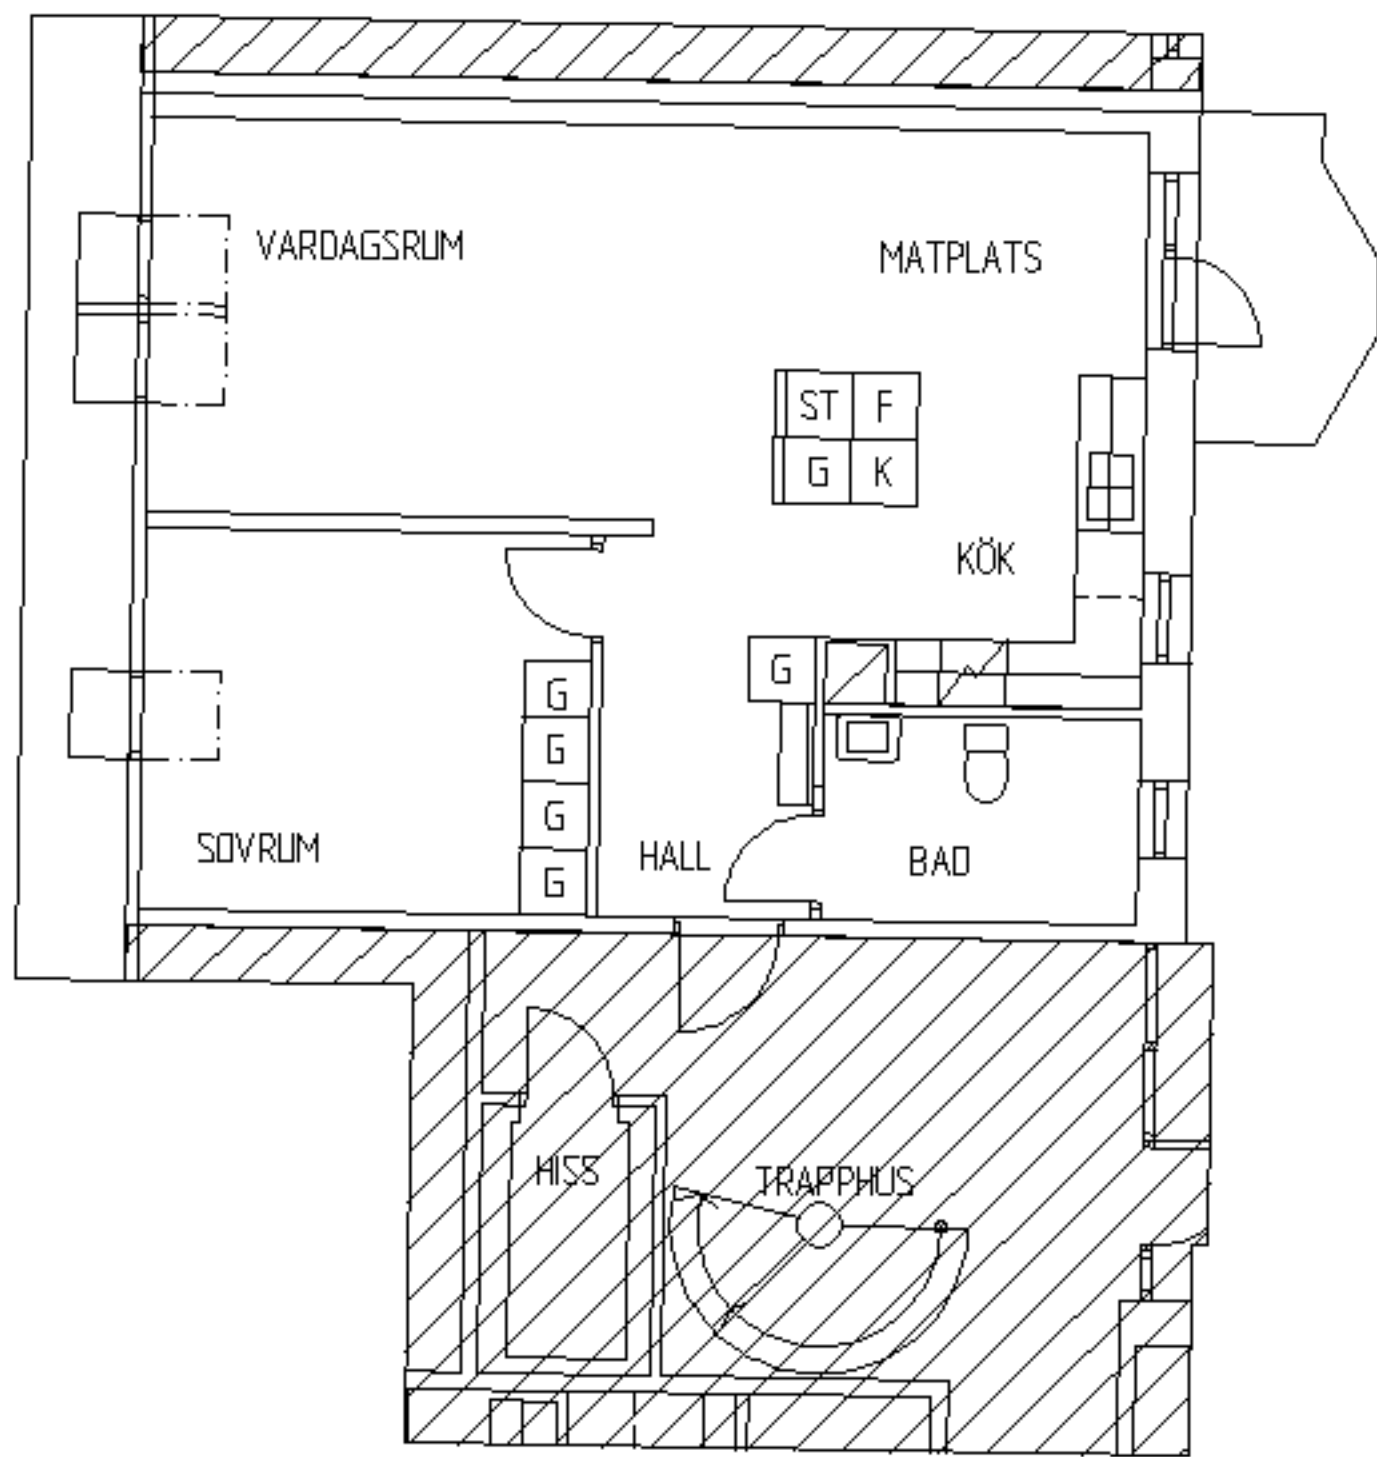 VARDAGSRUM
MATPLATS
ST F
G K
KÖK
G
G
G
G
G
SOVRUM
HALL
BAD
HISS
TRAPPHUS